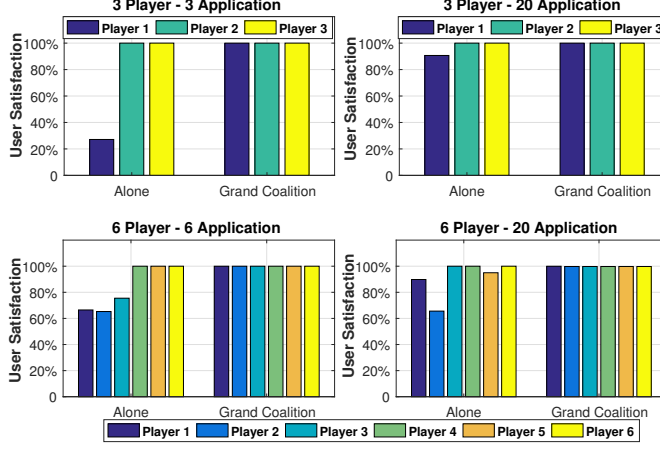 3 Player - 3 Application
Player 1 Player 2 Player 3
User Satisfaction
100%
80%
60%
40%
20%
0
Alone Grand Coalition
3 Player - 20 Application
Player 1 Player 2 Player 3
User Satisfaction
100%
80%
60%
40%
20%
0
Alone Grand Coalition
6 Player - 6 Application
User Satisfaction
100%
80%
60%
40%
20%
0
Alone Grand Coalition
6 Player - 20 Application
User Satisfaction
100%
80%
60%
40%
20%
0
Alone Grand Coalition
Player 1 Player 2 Player 3 Player 4 Player 5 Player 6